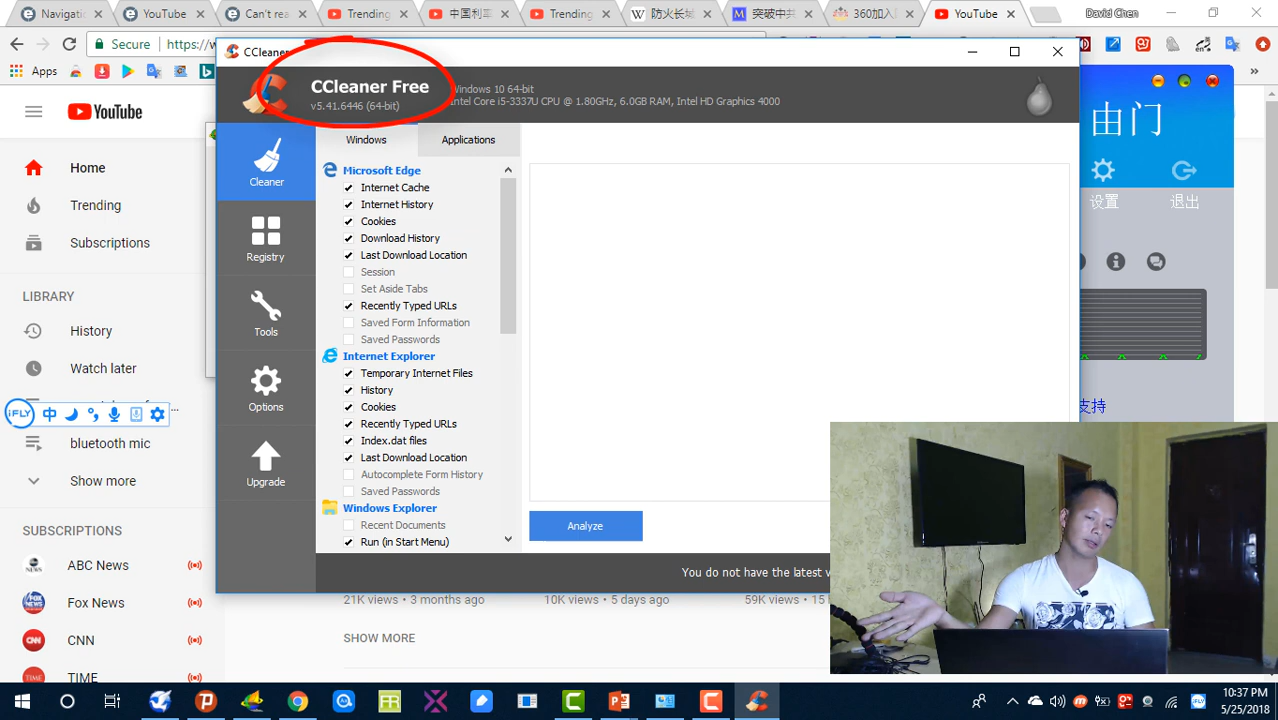 Navigati
YouTube
Can't rea
Trending
中国利率
Trending
防火长城
突破中共
360加入
YouTube
David Chen
Secure
https://w
Apps
CCleaner
CCleaner Free
v5.41.6446 (64-bit)
Windows 10 64-bit
Intel Core i5-3337U CPU @ 1.80GHz, 6.0GB RAM, Intel HD Graphics 4000
YouTube
Home
Trending
Subscriptions
LIBRARY
History
Watch later
iFLY 中
bluetooth mic
Show more
SUBSCRIPTIONS
ABC News
Fox News
CNN
TIME
Cleaner
Registry
Tools
Options
Upgrade
Windows
Applications
Microsoft Edge
Internet Cache
Internet History
Cookies
Download History
Last Download Location
Session
Set Aside Tabs
Recently Typed URLs
Saved Form Information
Saved Passwords
Internet Explorer
Temporary Internet Files
History
Cookies
Recently Typed URLs
Index.dat files
Last Download Location
Autocomplete Form History
Saved Passwords
Windows Explorer
Recent Documents
Run (in Start Menu)
Analyze
You do not have the latest v
由门
设置
退出
支持
21K views • 3 months ago
10K views • 5 days ago
59K views • 15 h
SHOW MORE
10:37 PM
5/25/2018